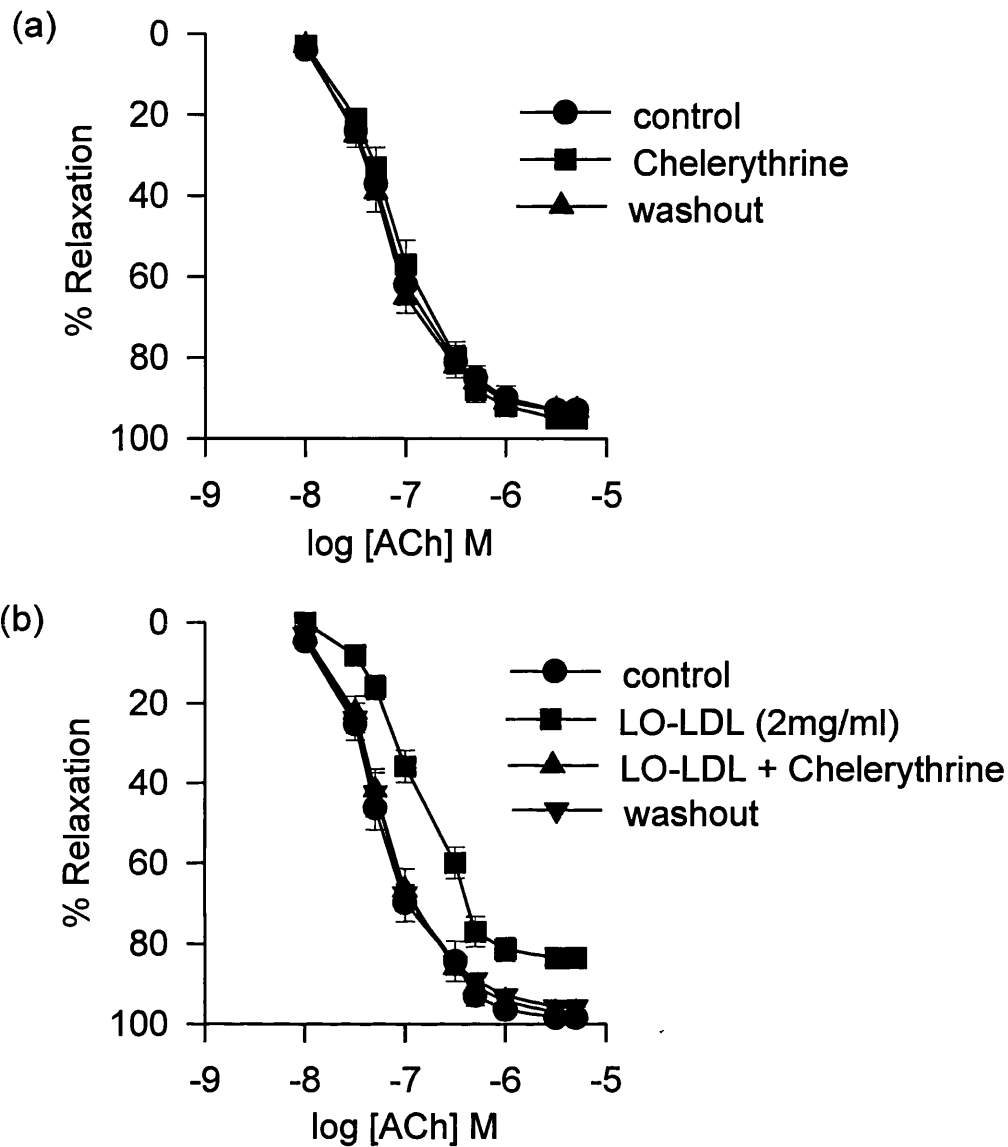 (a)
% Relaxation
0
20
40
60
80
100
-9 -8 -7 -6 -5
log [ACh] M
control
Chelerythrine
washout
(b)
% Relaxation
0
20
40
60
80
100
-9 -8 -7 -6 -5
log [ACh] M
control
LO-LDL (2mg/ml)
LO-LDL + Chelerythrine
washout